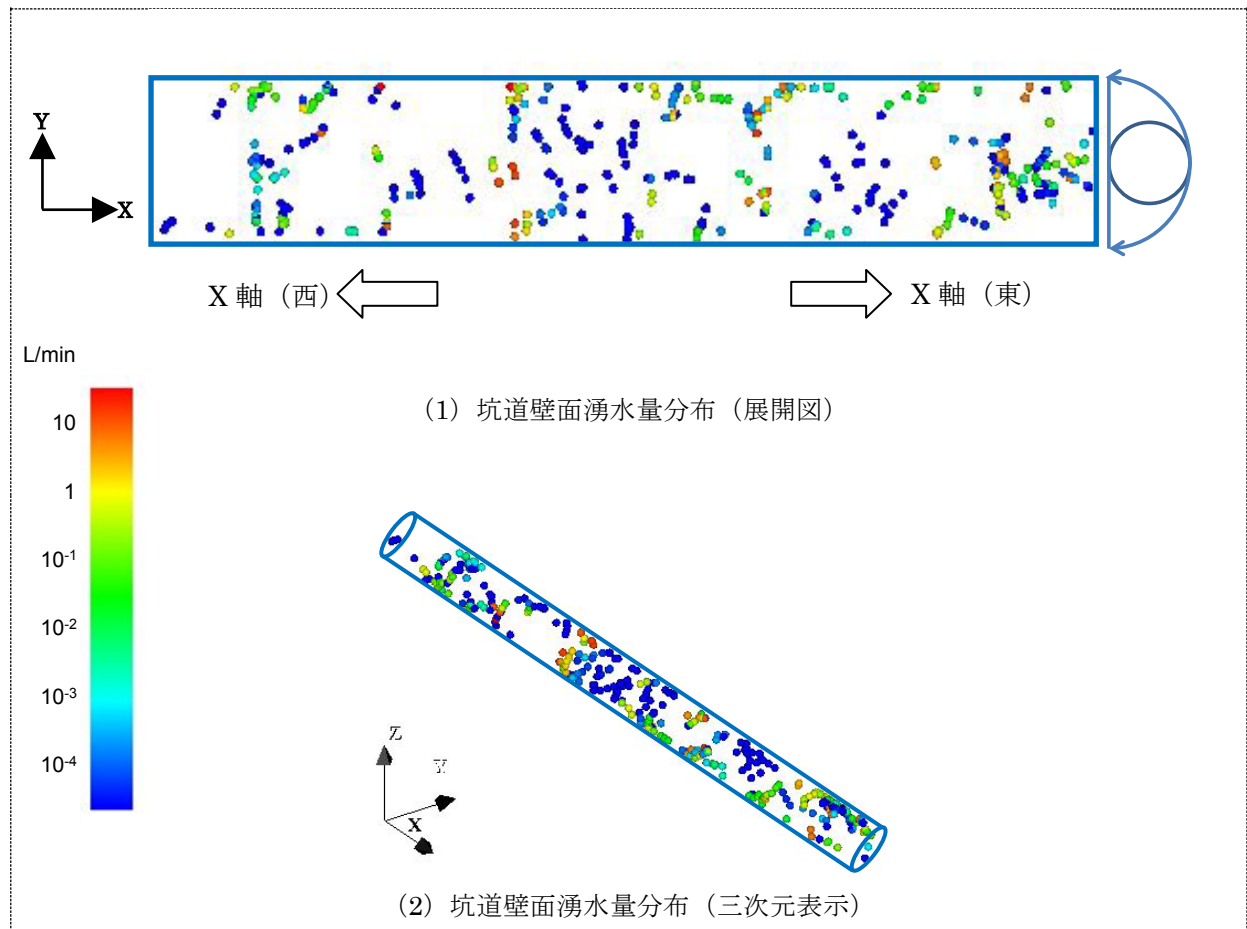 Y
X
X 軸（西）
X 軸（東）
L/min
（1）坑道壁面湧水量分布（展開図）
10
1
10-1
10-2
10-3
10-4
Z
Y
X
（2）坑道壁面湧水量分布（三次元表示）